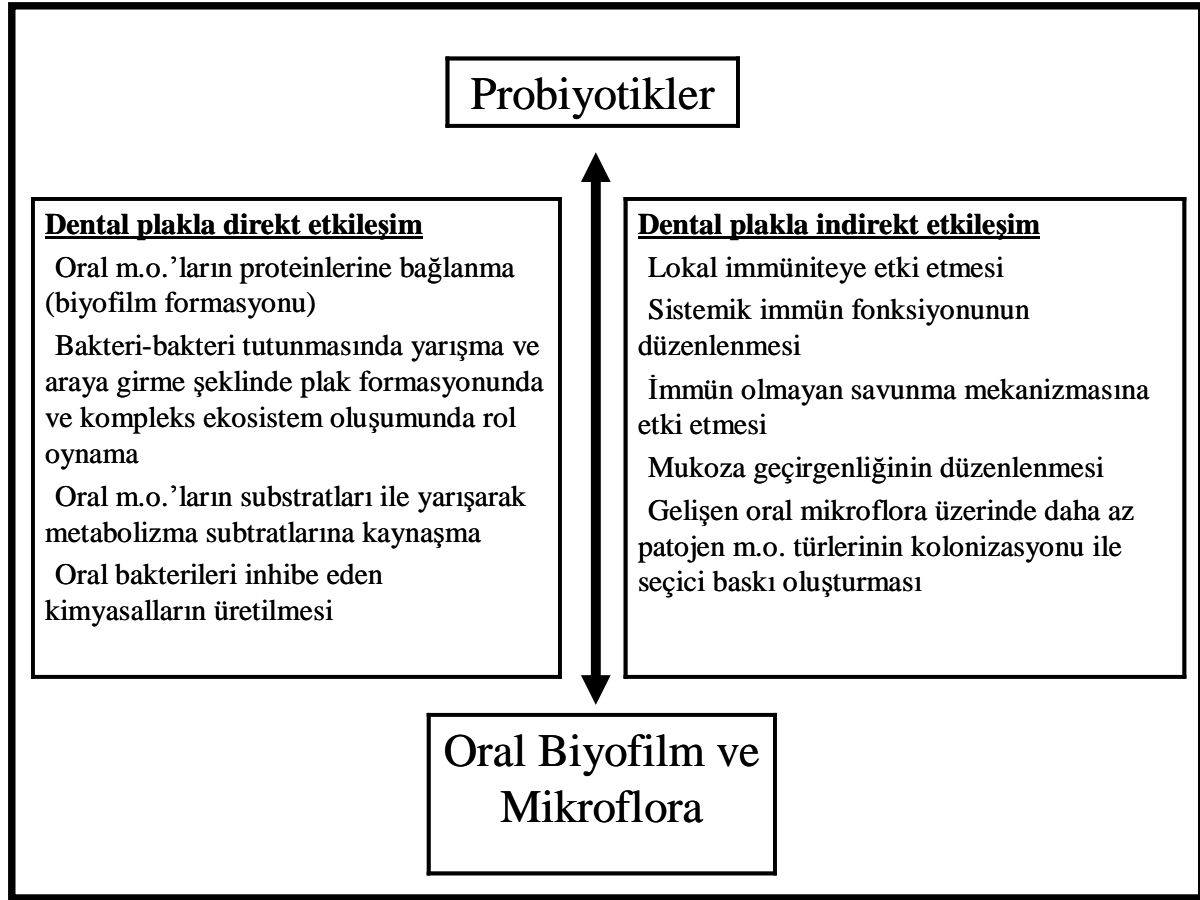 Probiyotikler
Dental plakla direkt etkileşim
Oral m.o.’ların proteinlerine bağlanma
(biyofilm formasyonu)
Bakteri-bakteri tutunmasında yarışma ve
araya girme şeklinde plak formasyonunda
ve kompleks ekosistem oluşumunda rol
oynama
Oral m.o.’ların substratları ile yarışarak
metabolizma subtratlarına kaynaşma
Oral bakterileri inhibe eden
kimyasalların üretilmesi
Dental plakla indirekt etkileşim
Lokal immüniteye etki etmesi
Sistemik immün fonksiyonunun
düzenlenmesi
İmmün olmayan savunma mekanizmasına
etki etmesi
Mukoza geçirgenliğinin düzenlenmesi
Gelişen oral mikroflora üzerinde daha az
patojen m.o. türlerinin kolonizasyonu ile
seçici baskı oluşturması
Oral Biyofilm ve
Mikroflora